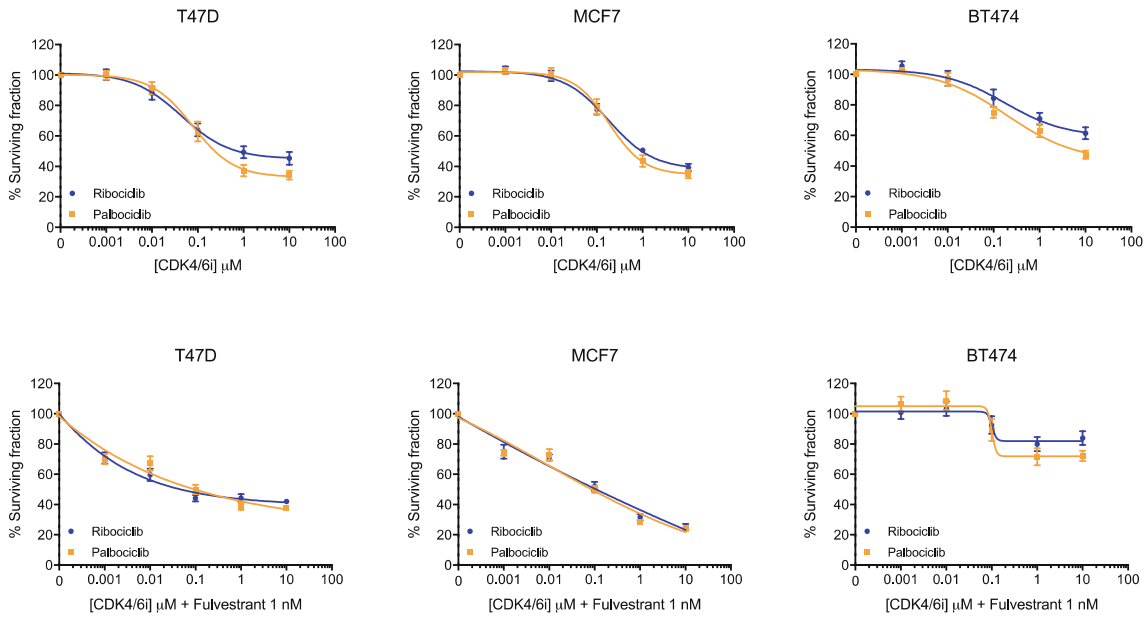 T47D
MCF7
BT474
% Surviving fraction
120
100
80
60
40
20
0
Ribociclib
Palbociclib
0 0.001 0.01 0.1 1 10 100
[CDK4/6i] μM
% Surviving fraction
120
100
80
60
40
20
0
Ribociclib
Palbociclib
0 0.001 0.01 0.1 1 10 100
[CDK4/6i] μM
% Surviving fraction
120
100
80
60
40
20
0
Ribociclib
Palbociclib
0 0.001 0.01 0.1 1 10 100
[CDK4/6i] μM
T47D
MCF7
BT474
% Surviving fraction
120
100
80
60
40
20
0
Ribociclib
Palbociclib
0 0.001 0.01 0.1 1 10 100
[CDK4/6i] μM + Fulvestrant 1 nM
% Surviving fraction
120
100
80
60
40
20
0
Ribociclib
Palbociclib
0 0.001 0.01 0.1 1 10 100
[CDK4/6i] μM + Fulvestrant 1 nM
% Surviving fraction
120
100
80
60
40
20
0
Ribociclib
Palbociclib
0 0.001 0.01 0.1 1 10 100
[CDK4/6i] μM + Fulvestrant 1 nM